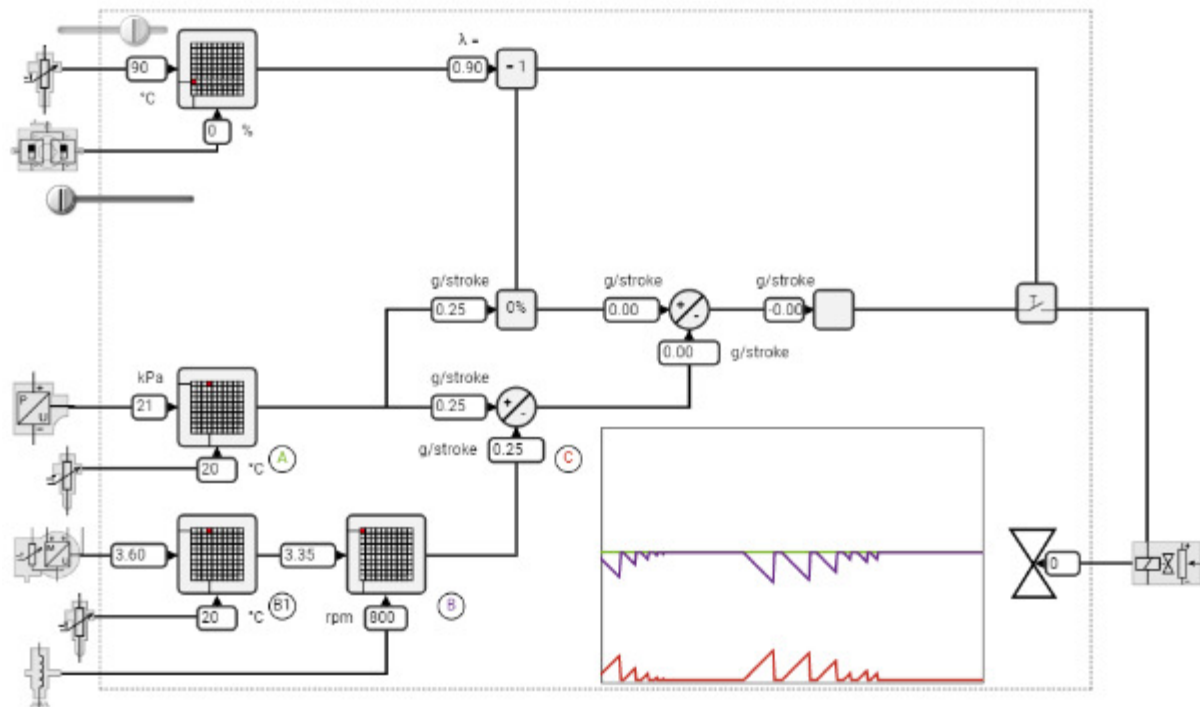 λ =
90
0.90
= 1
°C
0
%
g/stroke
g/stroke
g/stroke
0.25
0%
0.00
+
-
-0.00
T
0.00
g/stroke
kPa
g/stroke
P
U
21
0.25
+
-
g/stroke
0.25
C
20
°C
A
3.60
3.35
M
0
20
°C
B1
rpm
800
B